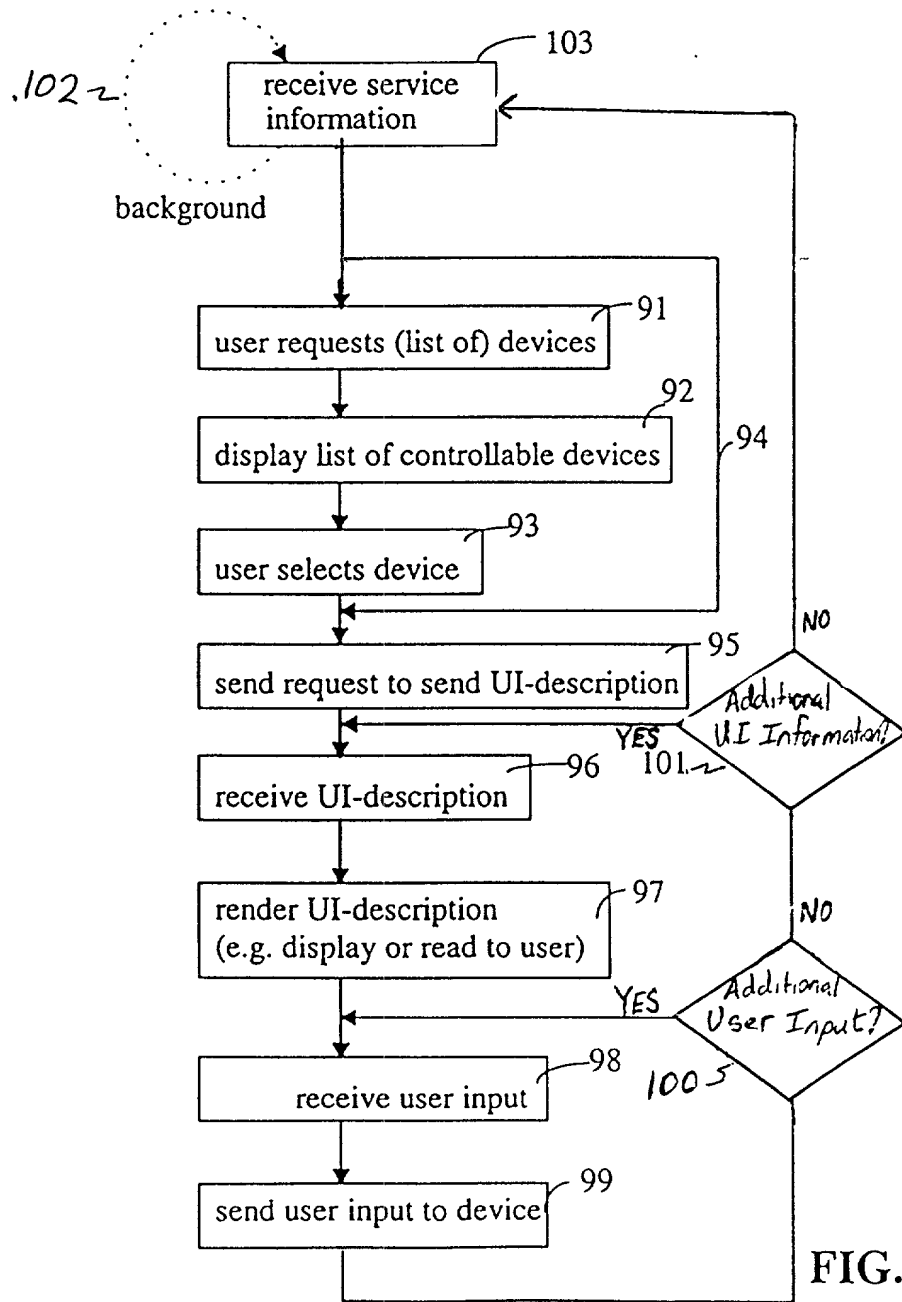 103
.102
receive service
information
background
91
user requests (list of) devices
92
display list of controllable devices
94
93
user selects device
95
send request to send UI-description
NO
Additional
UI Informaton?
YES
101
96
receive UI-description
97
render UI-description
(e.g. display or read to user)
NO
YES
Additional
User Input?
100
98
receive user input
99
send user input to device
FIG.